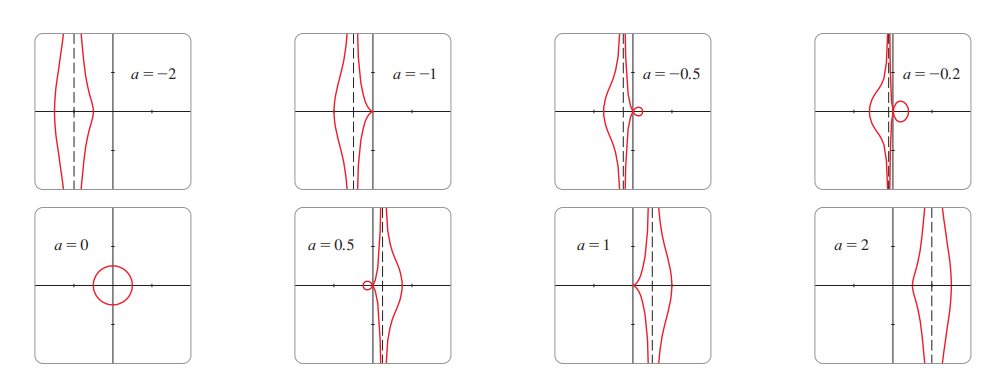 a = −2
a = −1
a = −0.5
a = −0.2
a = 0
a = 0.5
a = 1
a = 2